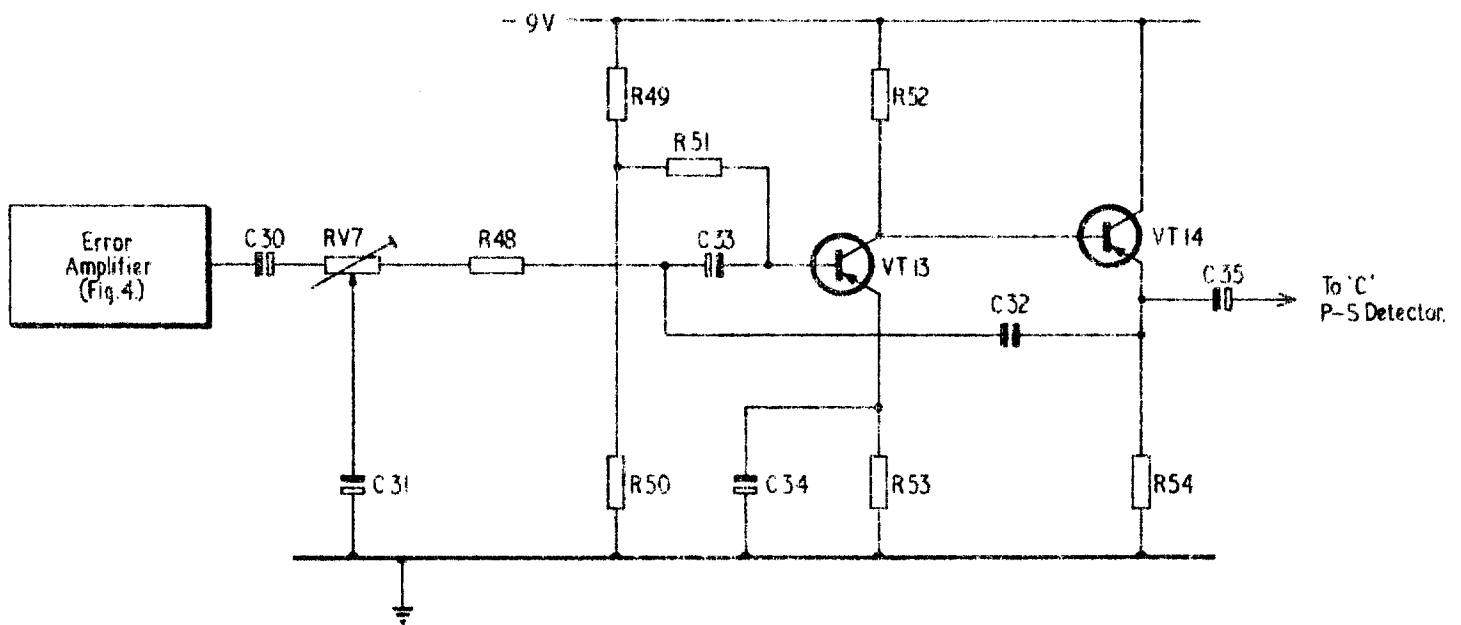 - 9V
R49
R52
R51
Error
Amplifier
(Fig.4.)
C30
RV7
R48
C33
VT13
VT14
C35
To 'C'
P-S Detector.
C32
C31
R50
C34
R53
R54